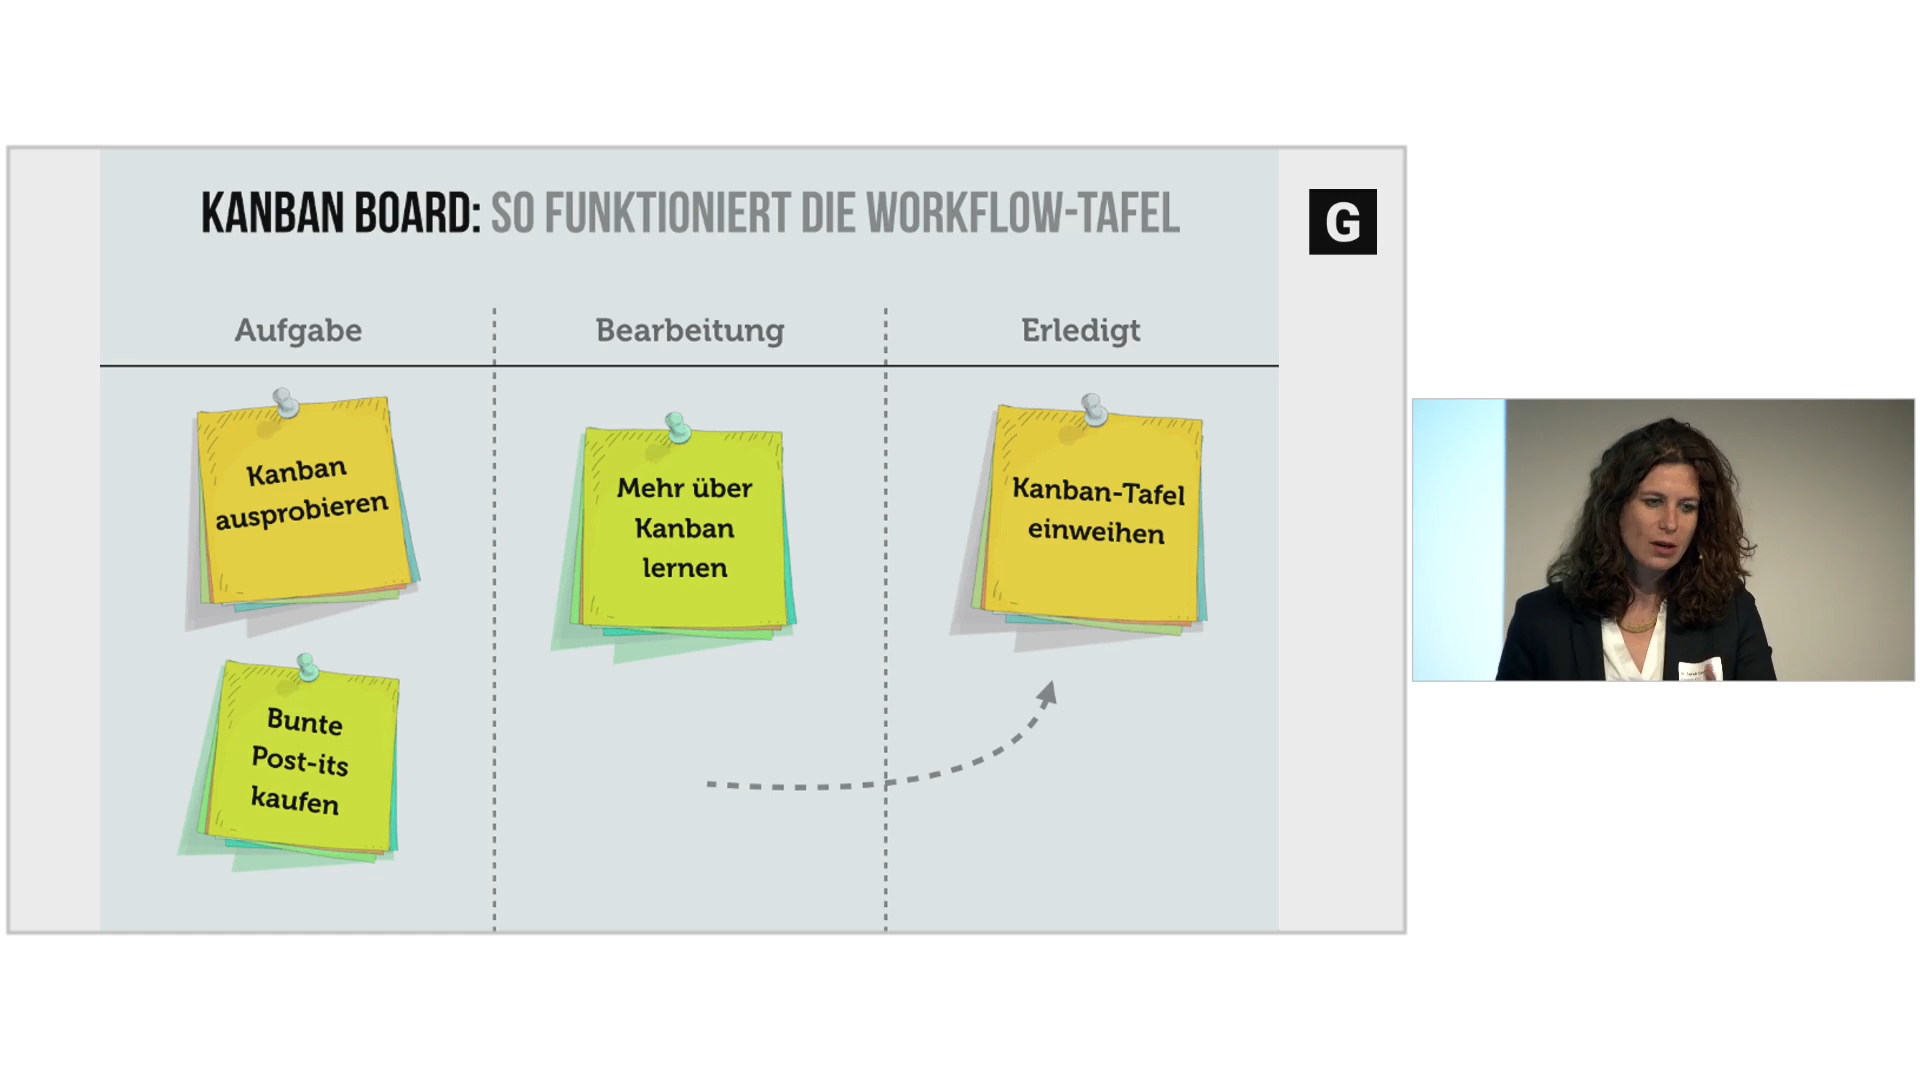 KANBAN BOARD: SO FUNKTIONIERT DIE WORKFLOW-TAFEL
G
Aufgabe
Bearbeitung
Erledigt
Kanban
ausprobieren
Mehr über
Kanban
lernen
Kanban-Tafel
einweihen
Bunte
Post-its
kaufen